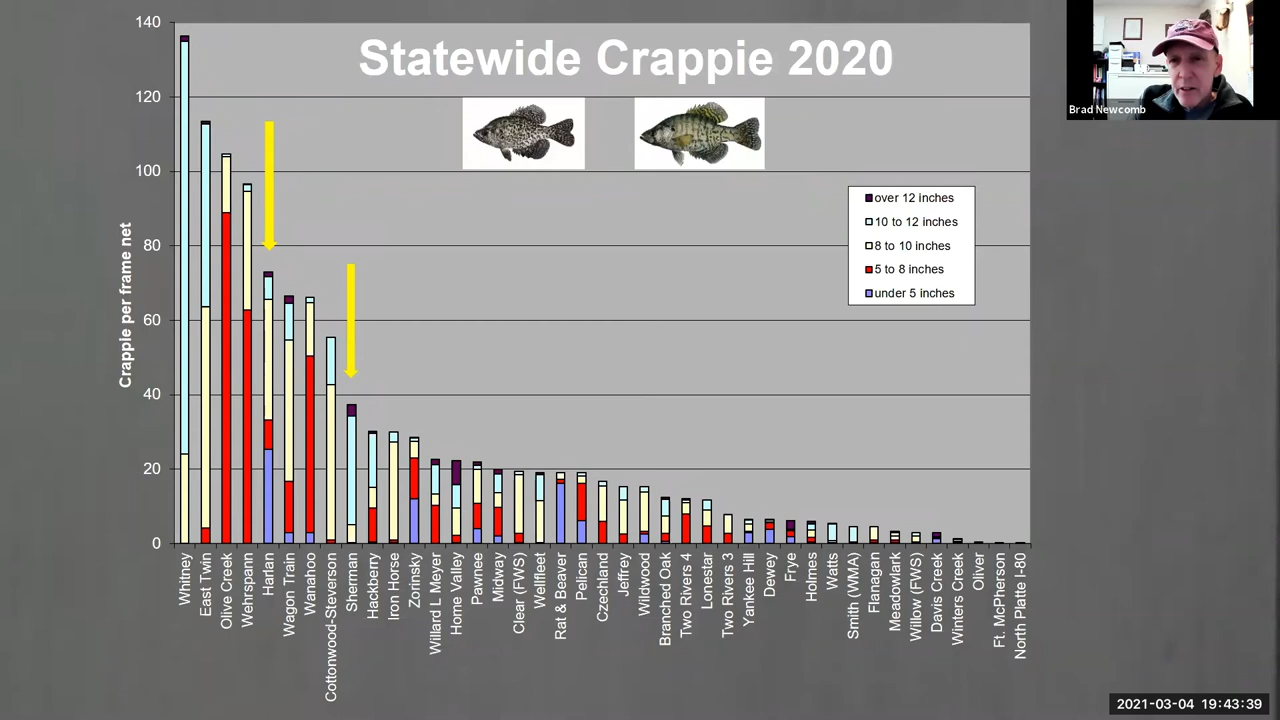 Statewide Crappie 2020
Brad Newcomb
Crappie per frame net
140
120
100
80
60
40
20
0
over 12 inches
10 to 12 inches
8 to 10 inches
5 to 8 inches
under 5 inches
Whitney
East Twin
Olive Creek
Wehrspann
Harlan
Wagon Train
Wanahoo
Cottonwood-Steverson
Sherman
Hackberry
Iron Horse
Zorinsky
Willard L Meyer
Home Valley
Pawnee
Midway
Clear (FWS)
Wellfleet
Rat & Beaver
Pelican
Czechland
Jeffrey
Wildwood
Branched Oak
Two Rivers 4
Lonestar
Two Rivers 3
Yankee Hill
Dewey
Frye
Holmes
Watts
Smith (WMA)
Flanagan
Meadowlark
Willow (FWS)
Davis Creek
Winters Creek
Oliver
Ft. McPherson
North Platte I-80
2021-03-04 19:43:39